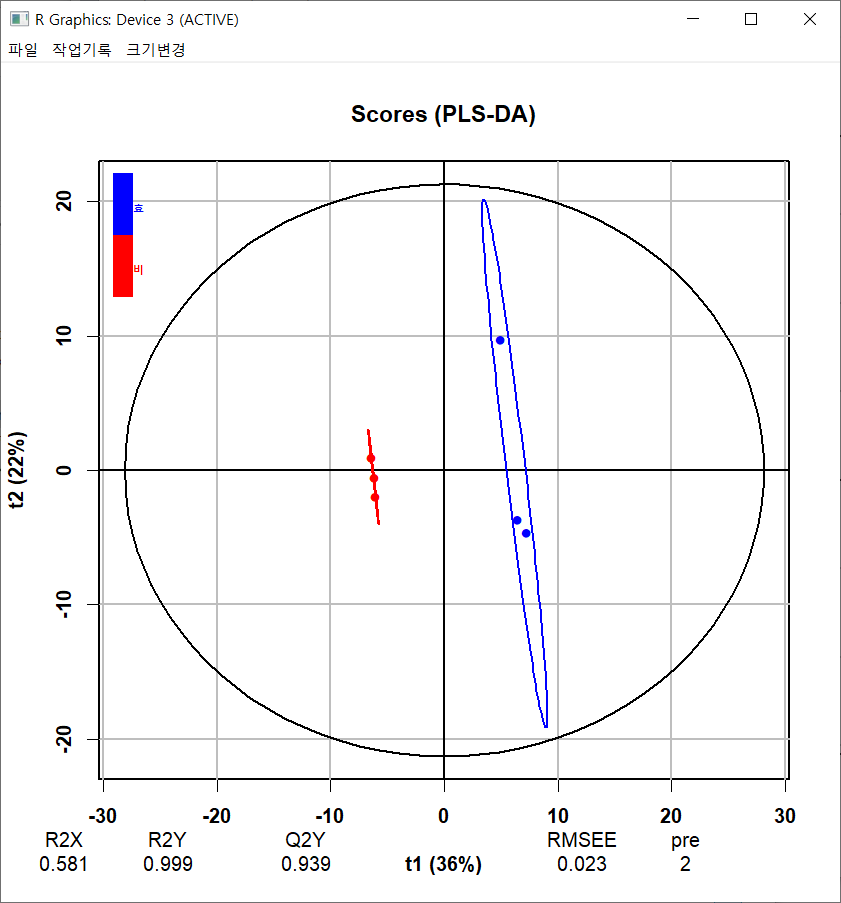 R Graphics: Device 3 (ACTIVE)
파일 작업기록 크기변경
Scores (PLS-DA)
효
비
20
10
0
-10
-20
t2 (22%)
-30 -20 -10 0 10 20 30
R2X R2Y Q2Y RMSEE pre
0.581 0.999 0.939 t1 (36%) 0.023 2